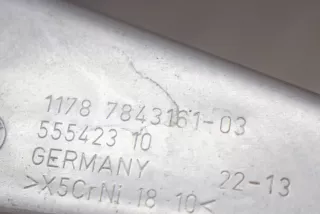 1178 7843161-03
555423 10
GERMANY 22-13
>X5CrNi 18 10<